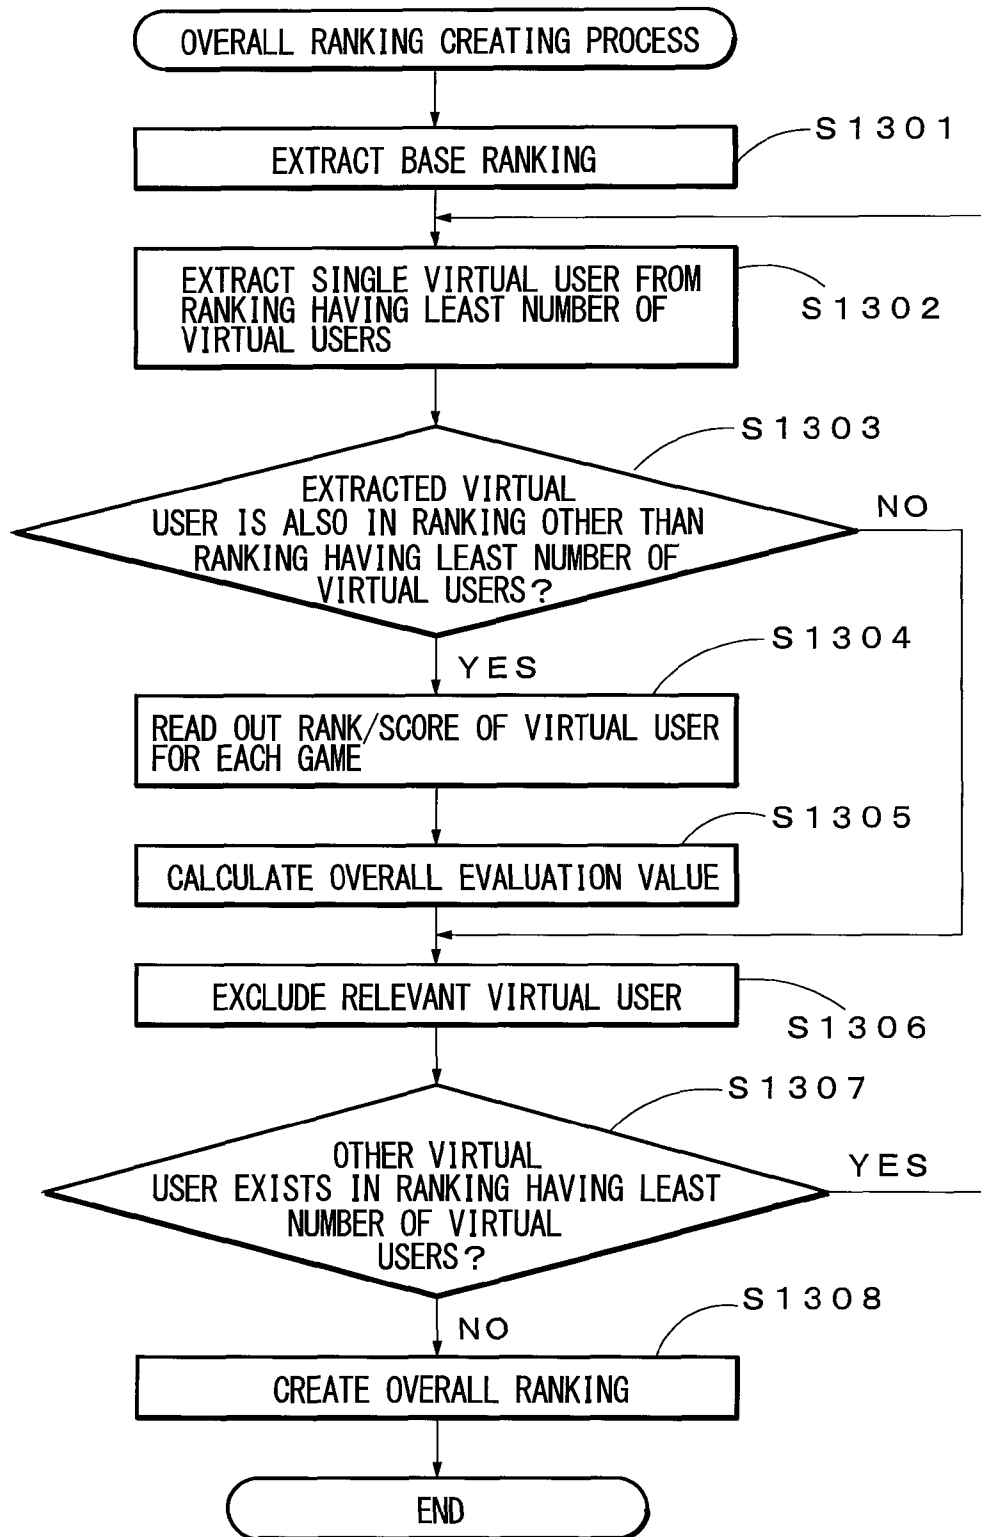 OVERALL RANKING CREATING PROCESS
S1301
EXTRACT BASE RANKING
EXTRACT SINGLE VIRTUAL USER FROM
RANKING HAVING LEAST NUMBER OF
VIRTUAL USERS
S1302
S1303
EXTRACTED VIRTUAL
USER IS ALSO IN RANKING OTHER THAN
RANKING HAVING LEAST NUMBER OF
VIRTUAL USERS?
NO
YES
S1304
READ OUT RANK/SCORE OF VIRTUAL USER
FOR EACH GAME
S1305
CALCULATE OVERALL EVALUATION VALUE
EXCLUDE RELEVANT VIRTUAL USER
S1306
S1307
OTHER VIRTUAL
USER EXISTS IN RANKING HAVING LEAST
NUMBER OF VIRTUAL
USERS?
YES
NO
S1308
CREATE OVERALL RANKING
END